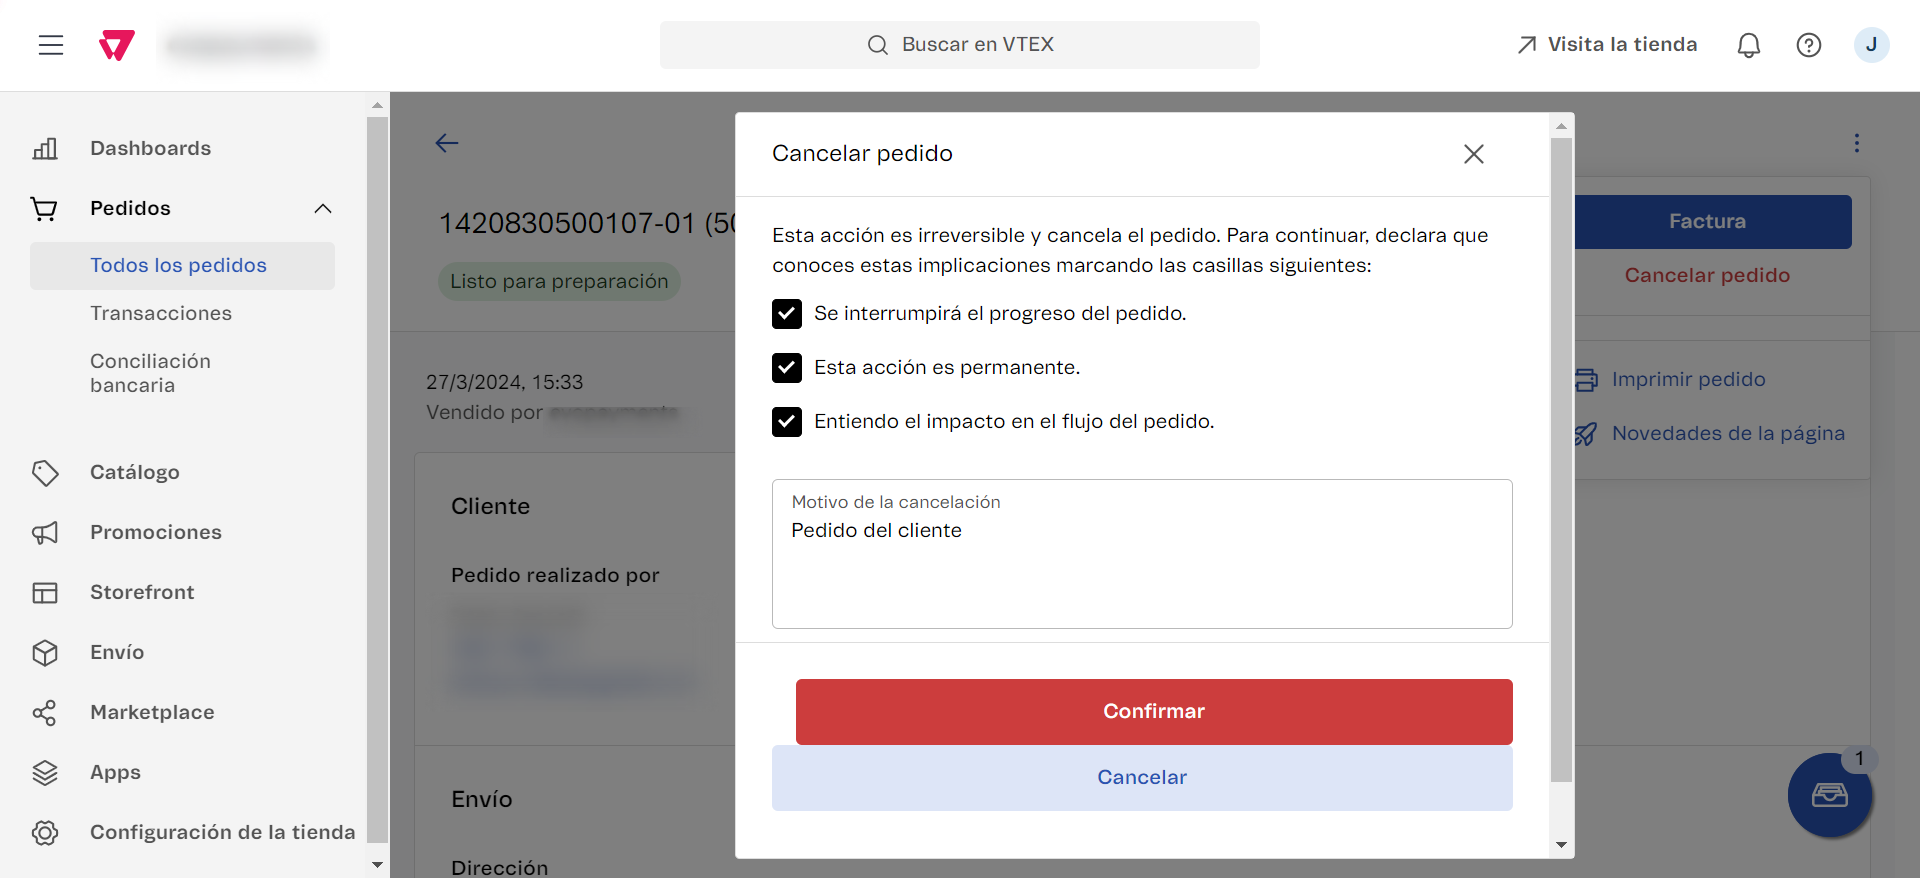 Buscar en VTEX
Visita la tienda
J
Dashboards
Pedidos
Todos los pedidos
Transacciones
Conciliación
bancaria
Catálogo
Promociones
Storefront
Envío
Marketplace
Apps
Configuración de la tienda
1420830500107-01 (50
Listo para preparación
27/3/2024, 15:33
Vendido por
Cliente
Pedido realizado por
Envío
Dirección
Cancelar pedido
Esta acción es irreversible y cancela el pedido. Para continuar, declara que
conoces estas implicaciones marcando las casillas siguientes:
Se interrumpirá el progreso del pedido.
Esta acción es permanente.
Entiendo el impacto en el flujo del pedido.
Motivo de la cancelación
Pedido del cliente
Confirmar
Cancelar
Factura
Cancelar pedido
Imprimir pedido
Novedades de la página
1